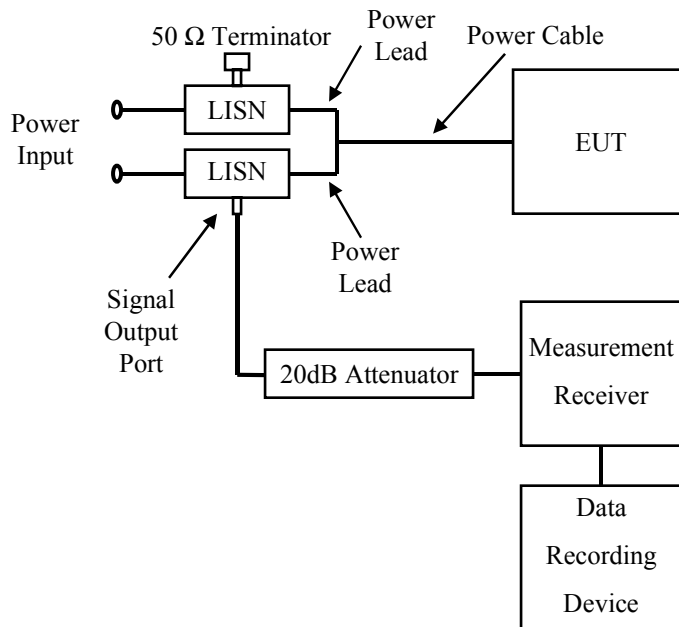 50 Ω Terminator
Power
Lead
Power Cable
LISN
Power
Input
EUT
LISN
Power
Lead
Signal
Output
Port
20dB Attenuator
Measurement
Receiver
Data
Recording
Device